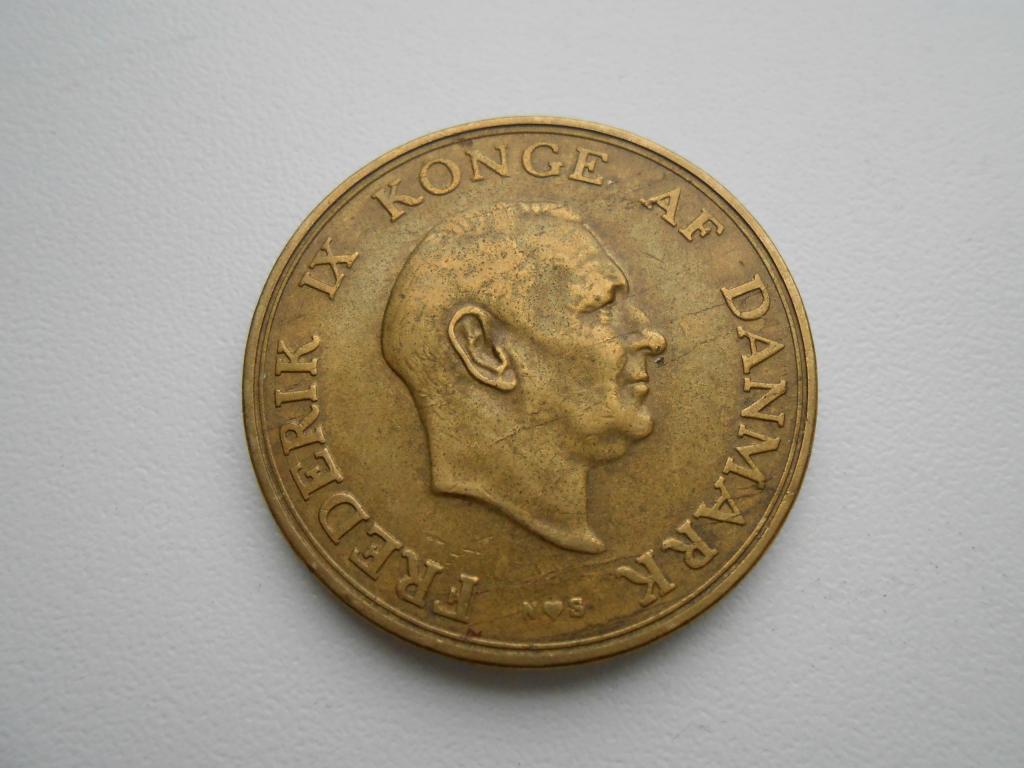 FREDERIK IX KONGE AF DANMARK
N♥S